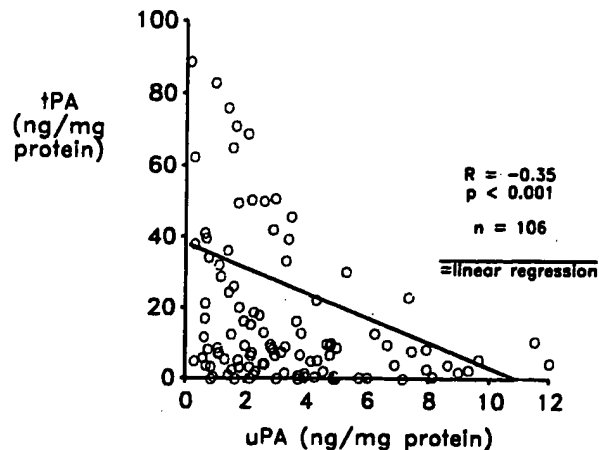 100
80
60
40
20
0
tPA
(ng/mg
protein)
R = -0.35
p < 0.001
n = 106
=linear regression
0 2 4 6 8 10 12
uPA (ng/mg protein)